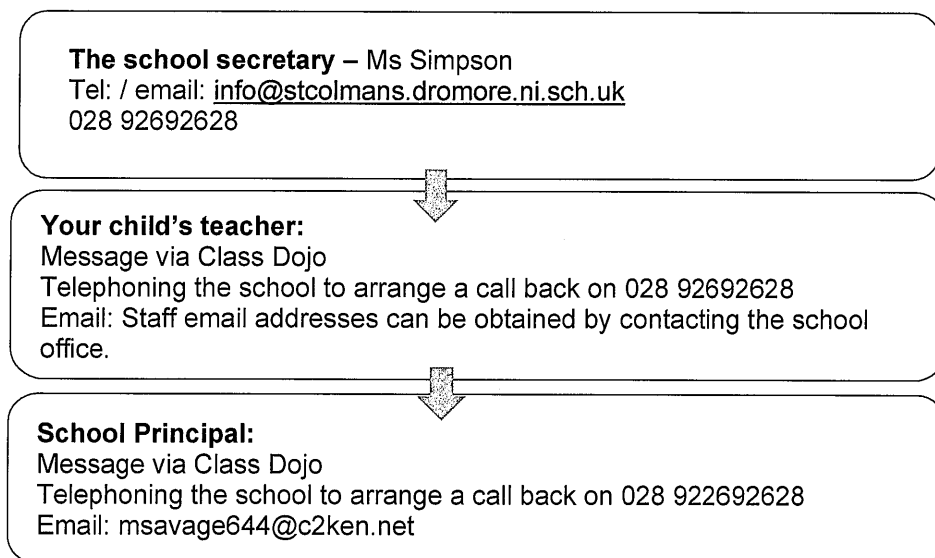 The school secretary – Ms Simpson
Tel: / email: info@stcolmans.dromore.ni.sch.uk
028 92692628
Your child's teacher:
Message via Class Dojo
Telephoning the school to arrange a call back on 028 92692628
Email: Staff email addresses can be obtained by contacting the school
office.
School Principal:
Message via Class Dojo
Telephoning the school to arrange a call back on 028 922692628
Email: msavage644@c2ken.net